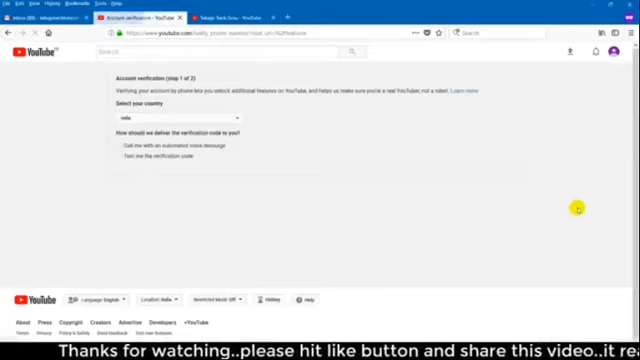 File Edit View History Bookmarks Tools Help
Account verification - YouTube
Telugu Tech Guru - YouTube
Search
YouTube
Search
Account verification (step 1 of 2)
Verifying your account by phone lets you unlock additional features on YouTube, and helps us make sure you're a real YouTuber, not a robot. Learn more
Select your country
India
How should we deliver the verification code to you?
Call me with an automated voice message
Text me the verification code
YouTube
Language: English
Location: India
Restricted Mode: Off
History
Help
About Press Copyright Creators Advertise Developers +YouTube
Terms Privacy Policy & Safety Send feedback Test new features
Thanks for watching..please hit like button and share this video..it re